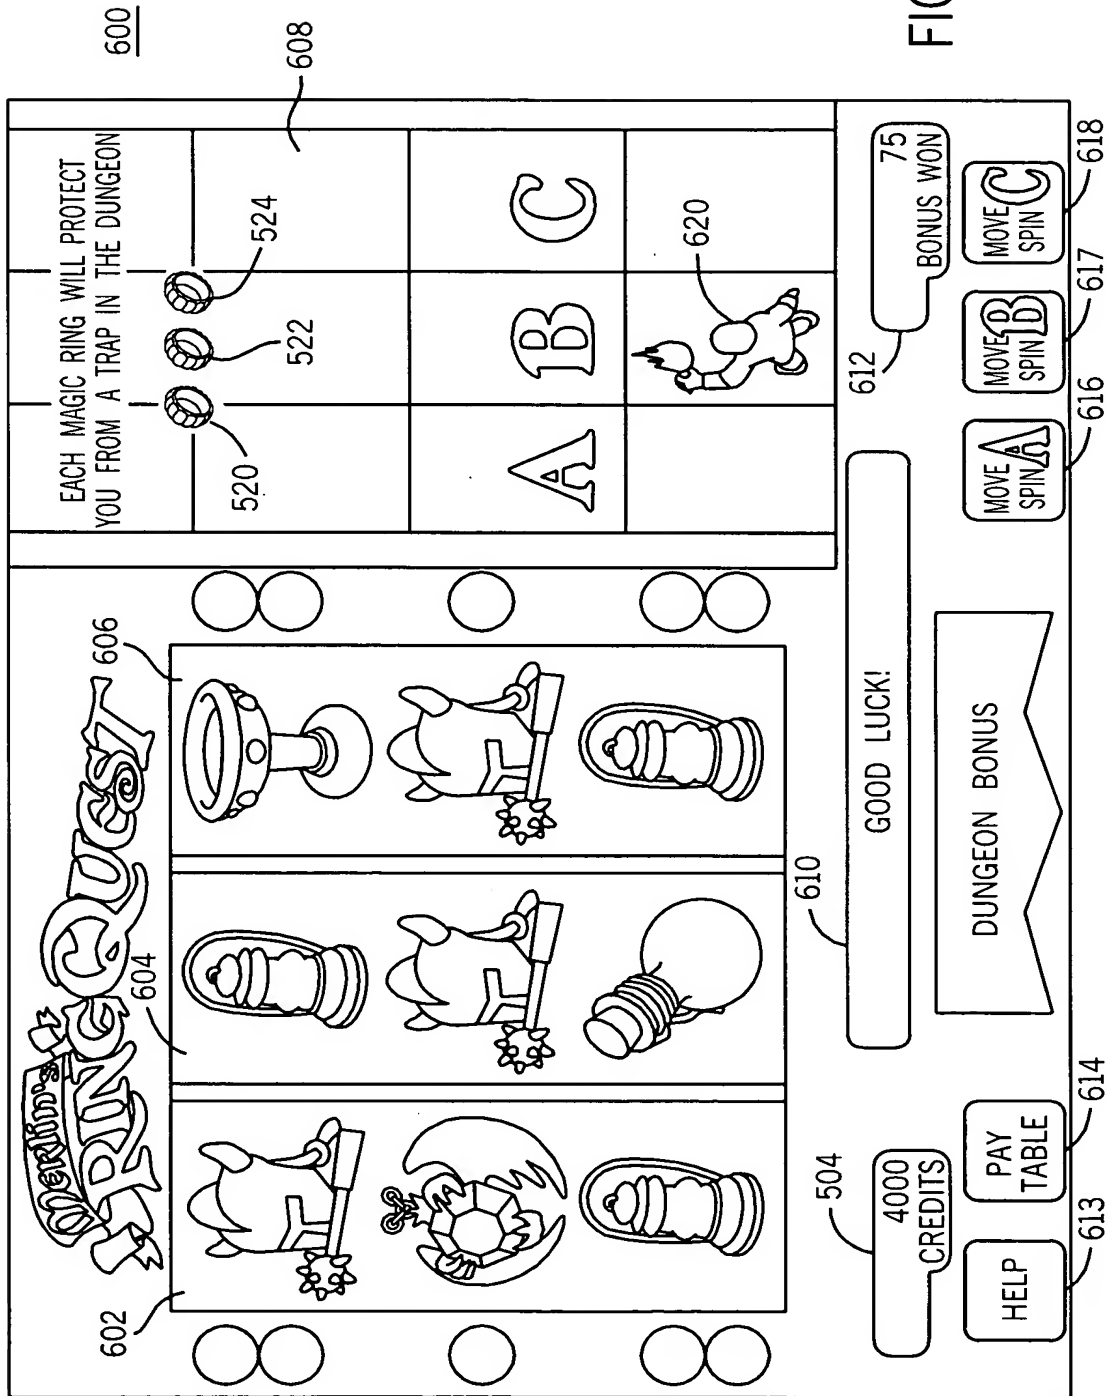 600
Merlin's
RING QUEST
602
604
606
EACH MAGIC RING WILL PROTECT
YOU FROM A TRAP IN THE DUNGEON
520
522
524
608
A B C
620
504
4000
CREDITS
610
GOOD LUCK!
612
75
BONUS WON
HELP
613
PAY
TABLE
614
DUNGEON BONUS
MOVE
SPIN A
616
MOVE
SPIN B
617
MOVE
SPIN C
618
FIG